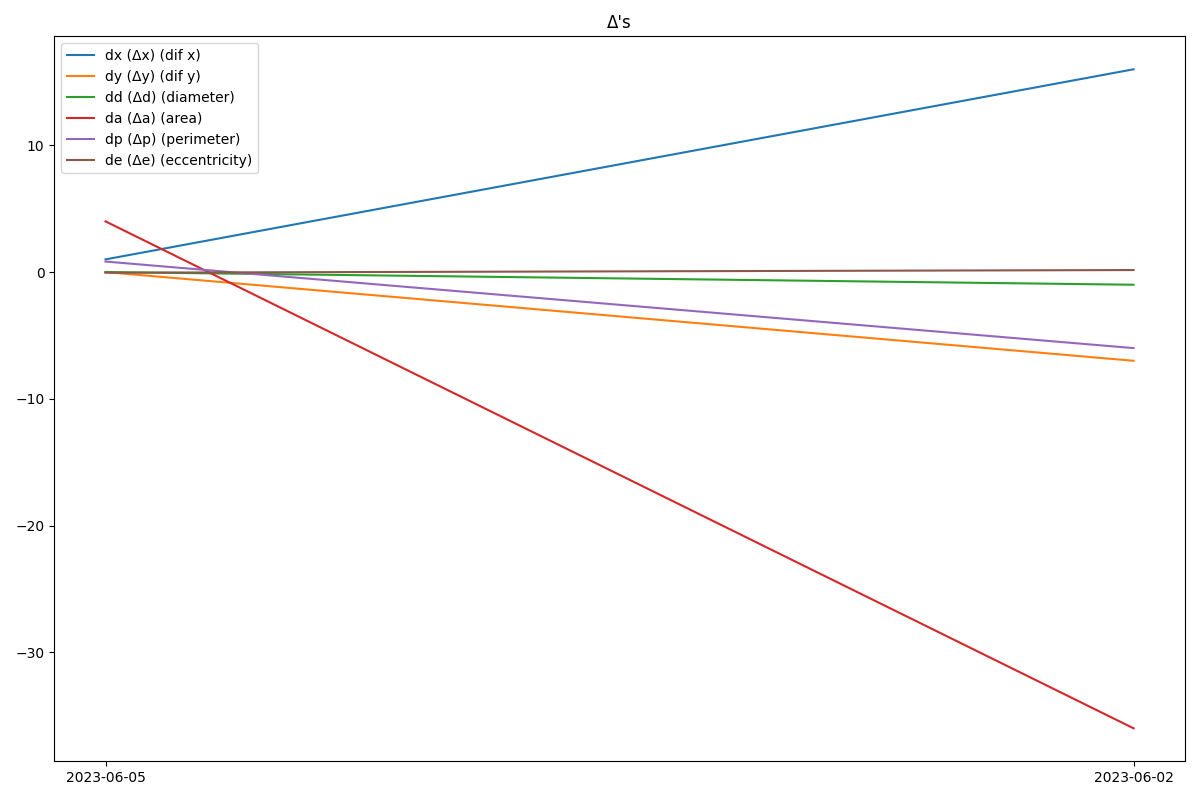 Δ's
dx (Δx) (dif x)
dy (Δy) (dif y)
dd (Δd) (diameter)
da (Δa) (area)
dp (Δp) (perimeter)
de (Δe) (eccentricity)
10
0
−10
−20
−30
2023-06-05
2023-06-02